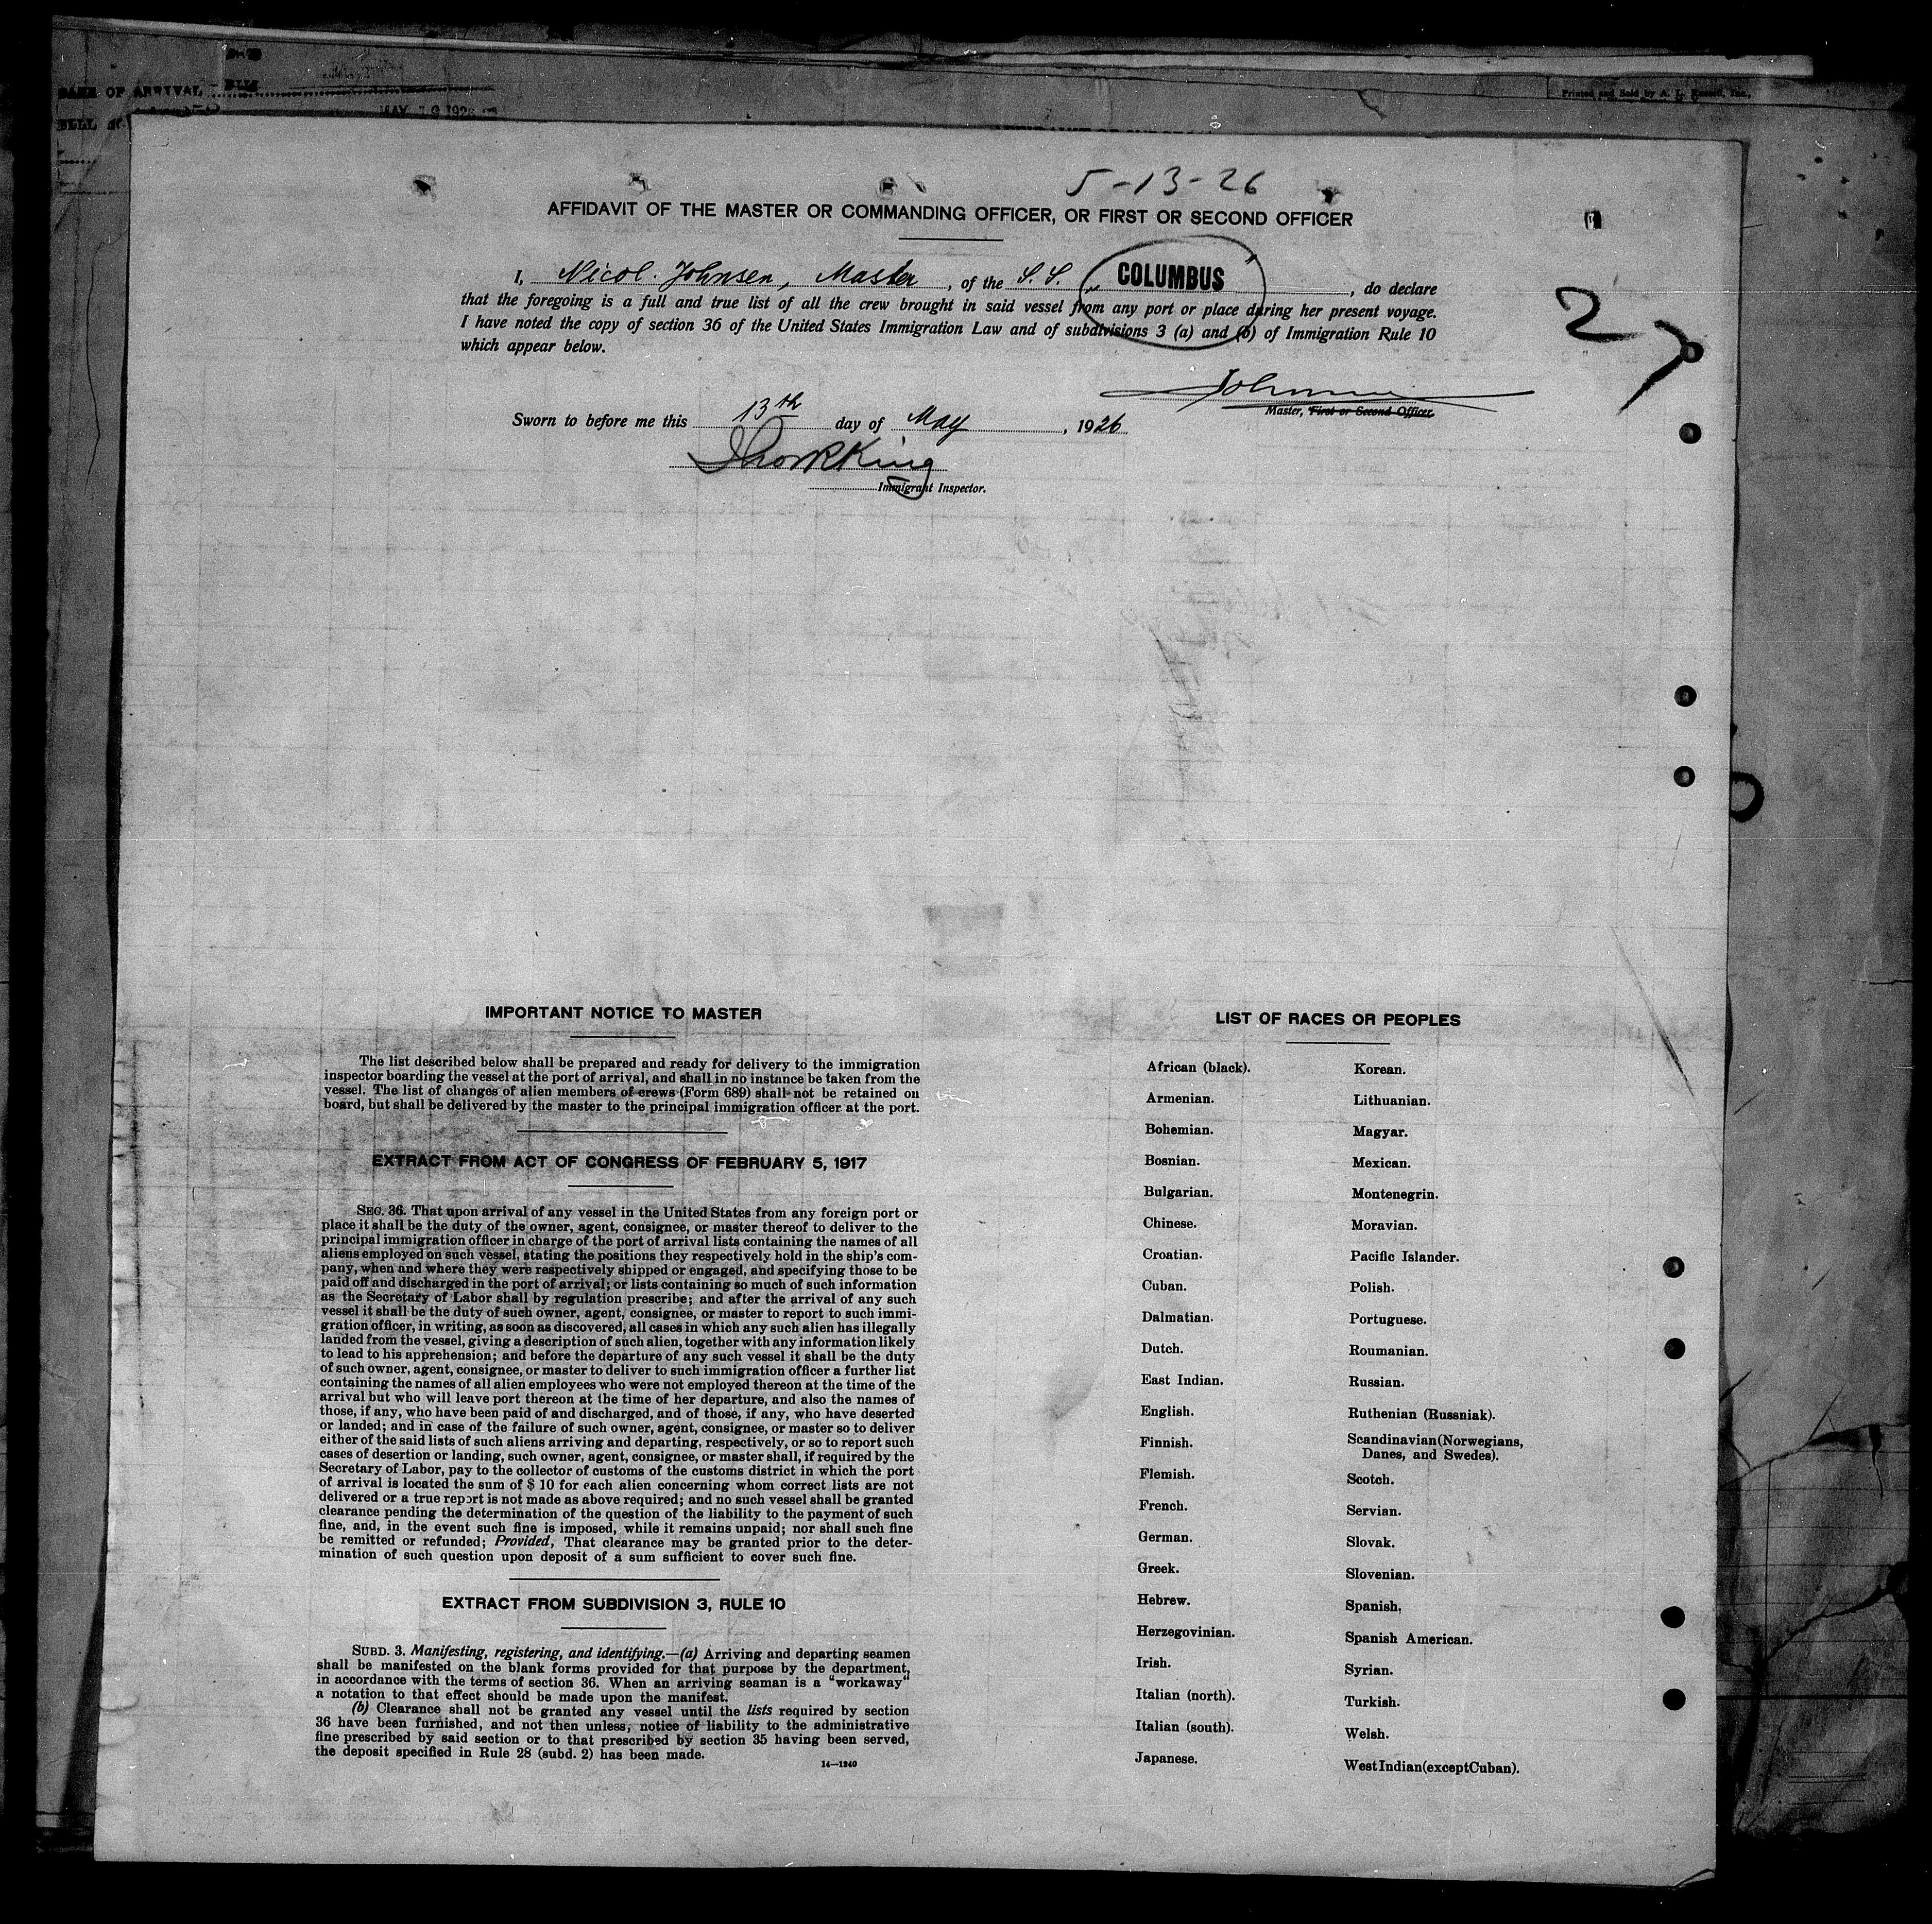 MAY 19 1926
Printed and Sold by A. L. Russell, Inc.,
5-13-26
AFFIDAVIT OF THE MASTER OR COMMANDING OFFICER, OR FIRST OR SECOND OFFICER
I, Nicol. Johnsen, Master, of the S. S. „COLUMBUS", do declare
that the foregoing is a full and true list of all the crew brought in said vessel from any port or place during her present voyage.
I have noted the copy of section 36 of the United States Immigration Law and of subdivisions 3 (a) and (b) of Immigration Rule 10
which appear below.
27
Johnsen
Master, First or Second Officer.
Sworn to before me this 13th day of May, 1926
King
Immigrant Inspector.
IMPORTANT NOTICE TO MASTER
The list described below shall be prepared and ready for delivery to the immigration
inspector boarding the vessel at the port of arrival, and shall in no instance be taken from the
vessel. The list of changes of alien members of crews (Form 689) shall not be retained on
board, but shall be delivered by the master to the principal immigration officer at the port.
EXTRACT FROM ACT OF CONGRESS OF FEBRUARY 5, 1917
SEC. 36. That upon arrival of any vessel in the United States from any foreign port or
place it shall be the duty of the owner, agent, consignee, or master thereof to deliver to the
principal immigration officer in charge of the port of arrival lists containing the names of all
aliens employed on such vessel, stating the positions they respectively hold in the ship's com-
pany, when and where they were respectively shipped or engaged, and specifying those to be
paid off and discharged in the port of arrival; or lists containing so much of such information
as the Secretary of Labor shall by regulation prescribe; and after the arrival of any such
vessel it shall be the duty of such owner, agent, consignee, or master to report to such immi-
gration officer, in writing, as soon as discovered, all cases in which any such alien has illegally
landed from the vessel, giving a description of such alien, together with any information likely
to lead to his apprehension; and before the departure of any such vessel it shall be the duty
of such owner, agent, consignee, or master to deliver to such immigration officer a further list
containing the names of all alien employees who were not employed thereon at the time of the
arrival but who will leave port thereon at the time of her departure, and also the names of
those, if any, who have been paid of and discharged, and of those, if any, who have deserted
or landed; and in case of the failure of such owner, agent, consignee, or master so to deliver
either of the said lists of such aliens arriving and departing, respectively, or so to report such
cases of desertion or landing, such owner, agent, consignee, or master shall, if required by the
Secretary of Labor, pay to the collector of customs of the customs district in which the port
of arrival is located the sum of $ 10 for each alien concerning whom correct lists are not
delivered or a true report is not made as above required; and no such vessel shall be granted
clearance pending the determination of the question of the liability to the payment of such
fine, and, in the event such fine is imposed, while it remains unpaid; nor shall such fine
be remitted or refunded; Provided, That clearance may be granted prior to the deter-
mination of such question upon deposit of a sum sufficient to cover such fine.
EXTRACT FROM SUBDIVISION 3, RULE 10
SUBD. 3. Manifesting, registering, and identifying.—(a) Arriving and departing seamen
shall be manifested on the blank forms provided for that purpose by the department,
in accordance with the terms of section 36. When an arriving seaman is a "workaway"
a notation to that effect should be made upon the manifest.
(b) Clearance shall not be granted any vessel until the lists required by section
36 have been furnished, and not then unless, notice of liability to the administrative
fine prescribed by said section or to that prescribed by section 35 having been served,
the deposit specified in Rule 28 (subd. 2) has been made.
14—1240
LIST OF RACES OR PEOPLES
African (black).
Armenian.
Bohemian.
Bosnian.
Bulgarian.
Chinese.
Croatian.
Cuban.
Dalmatian.
Dutch.
East Indian.
English.
Finnish.
Flemish.
French.
German.
Greek.
Hebrew.
Herzegovinian.
Irish.
Italian (north).
Italian (south).
Japanese.
Korean.
Lithuanian.
Magyar.
Mexican.
Montenegrin.
Moravian.
Pacific Islander.
Polish.
Portuguese.
Roumanian.
Russian.
Ruthenian (Russniak).
Scandinavian (Norwegians,
Danes, and Swedes).
Scotch.
Servian.
Slovak.
Slovenian.
Spanish.
Spanish American.
Syrian.
Turkish.
Welsh.
West Indian (except Cuban).